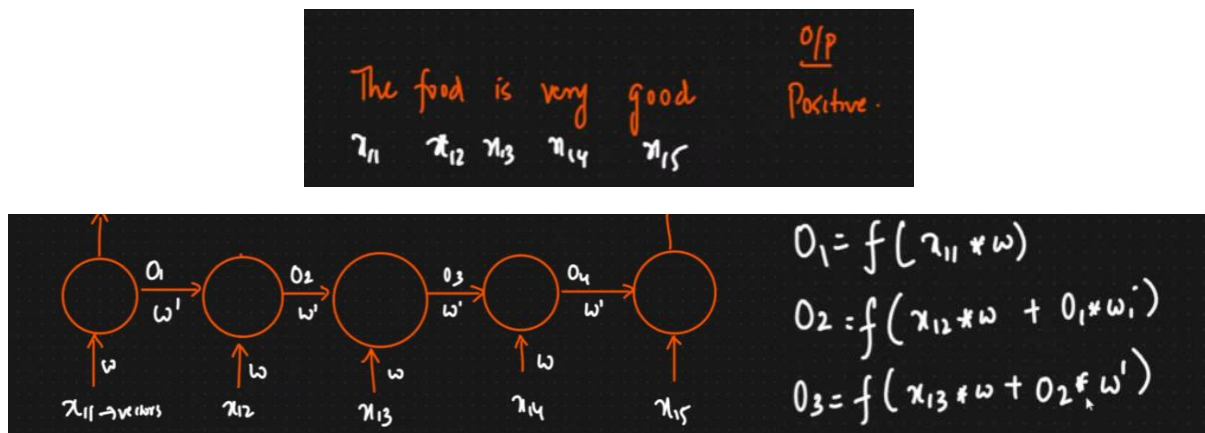 O/P
The food is very good Positive.
x11 x12 x13 x14 x15
O1 O2 O3 O4
w' w' w' w'
w w w w
x11 → vectors x12 x13 x14 x15
O1 = f(x11 * w)
O2 = f(x12 * w + O1 * w')
O3 = f(x13 * w + O2 * w')